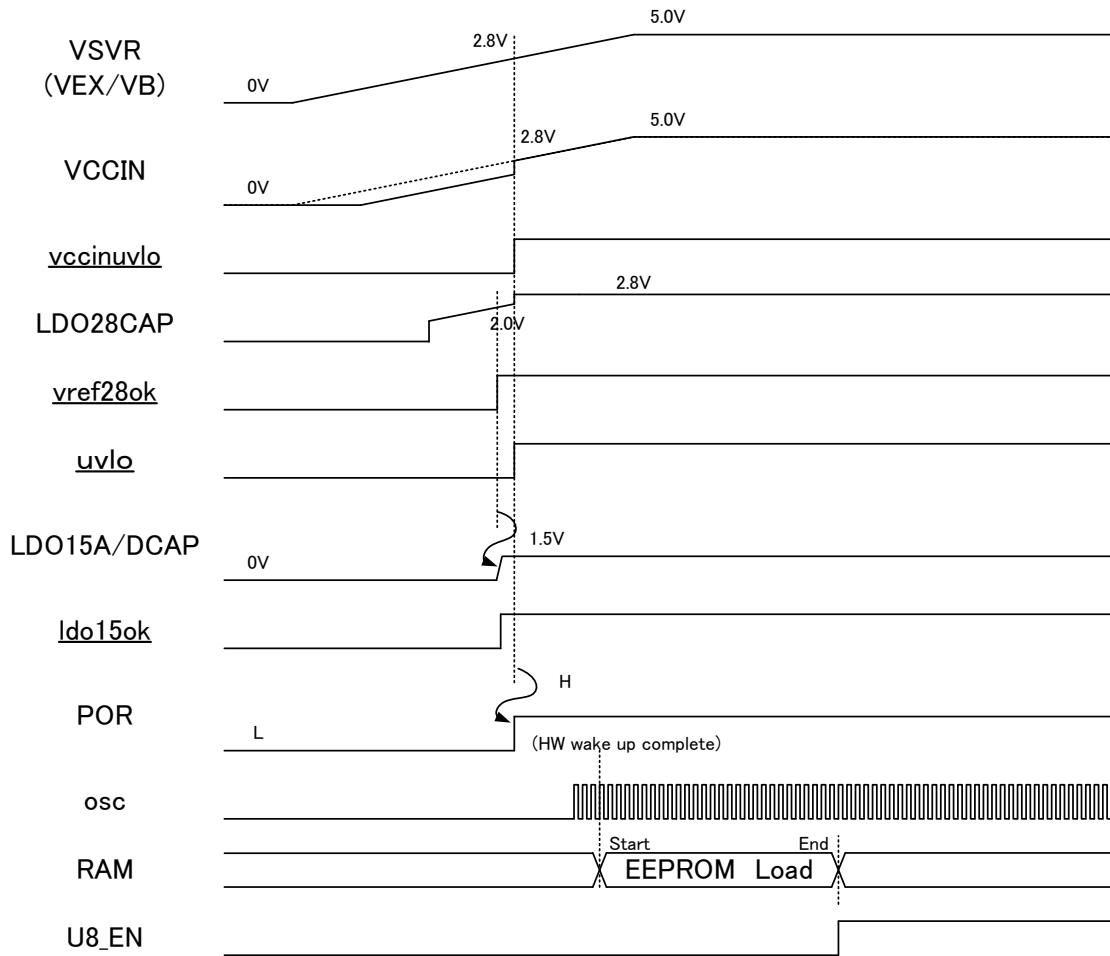 5.0V
2.8V
VSVR
(VEX/VB)
0V
5.0V
2.8V
VCCIN
0V
vccinuvlo
2.8V
LDO28CAP
2.0V
vref28ok
uvlo
LDO15A/DCAP
1.5V
0V
ldo15ok
H
POR
L
(HW wake up complete)
osc
Start
End
RAM
EEPROM Load
U8_EN